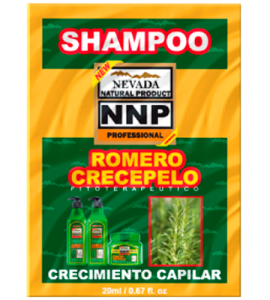 SHAMPOO
NEW
NEVADA
NATURAL PRODUCT
NNP
PROFESSIONAL
ROMERO
CRECEPELO
FITOTERAPEUTICO
CRECIMIENTO CAPILAR
20ml / 0.67 fl. oz